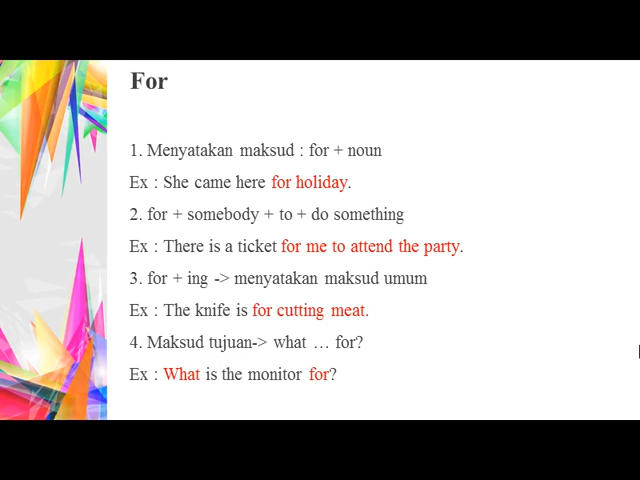 For
1. Menyatakan maksud : for + noun
Ex : She came here for holiday.
2. for + somebody + to + do something
Ex : There is a ticket for me to attend the party.
3. for + ing -> menyatakan maksud umum
Ex : The knife is for cutting meat.
4. Maksud tujuan-> what … for?
Ex : What is the monitor for?